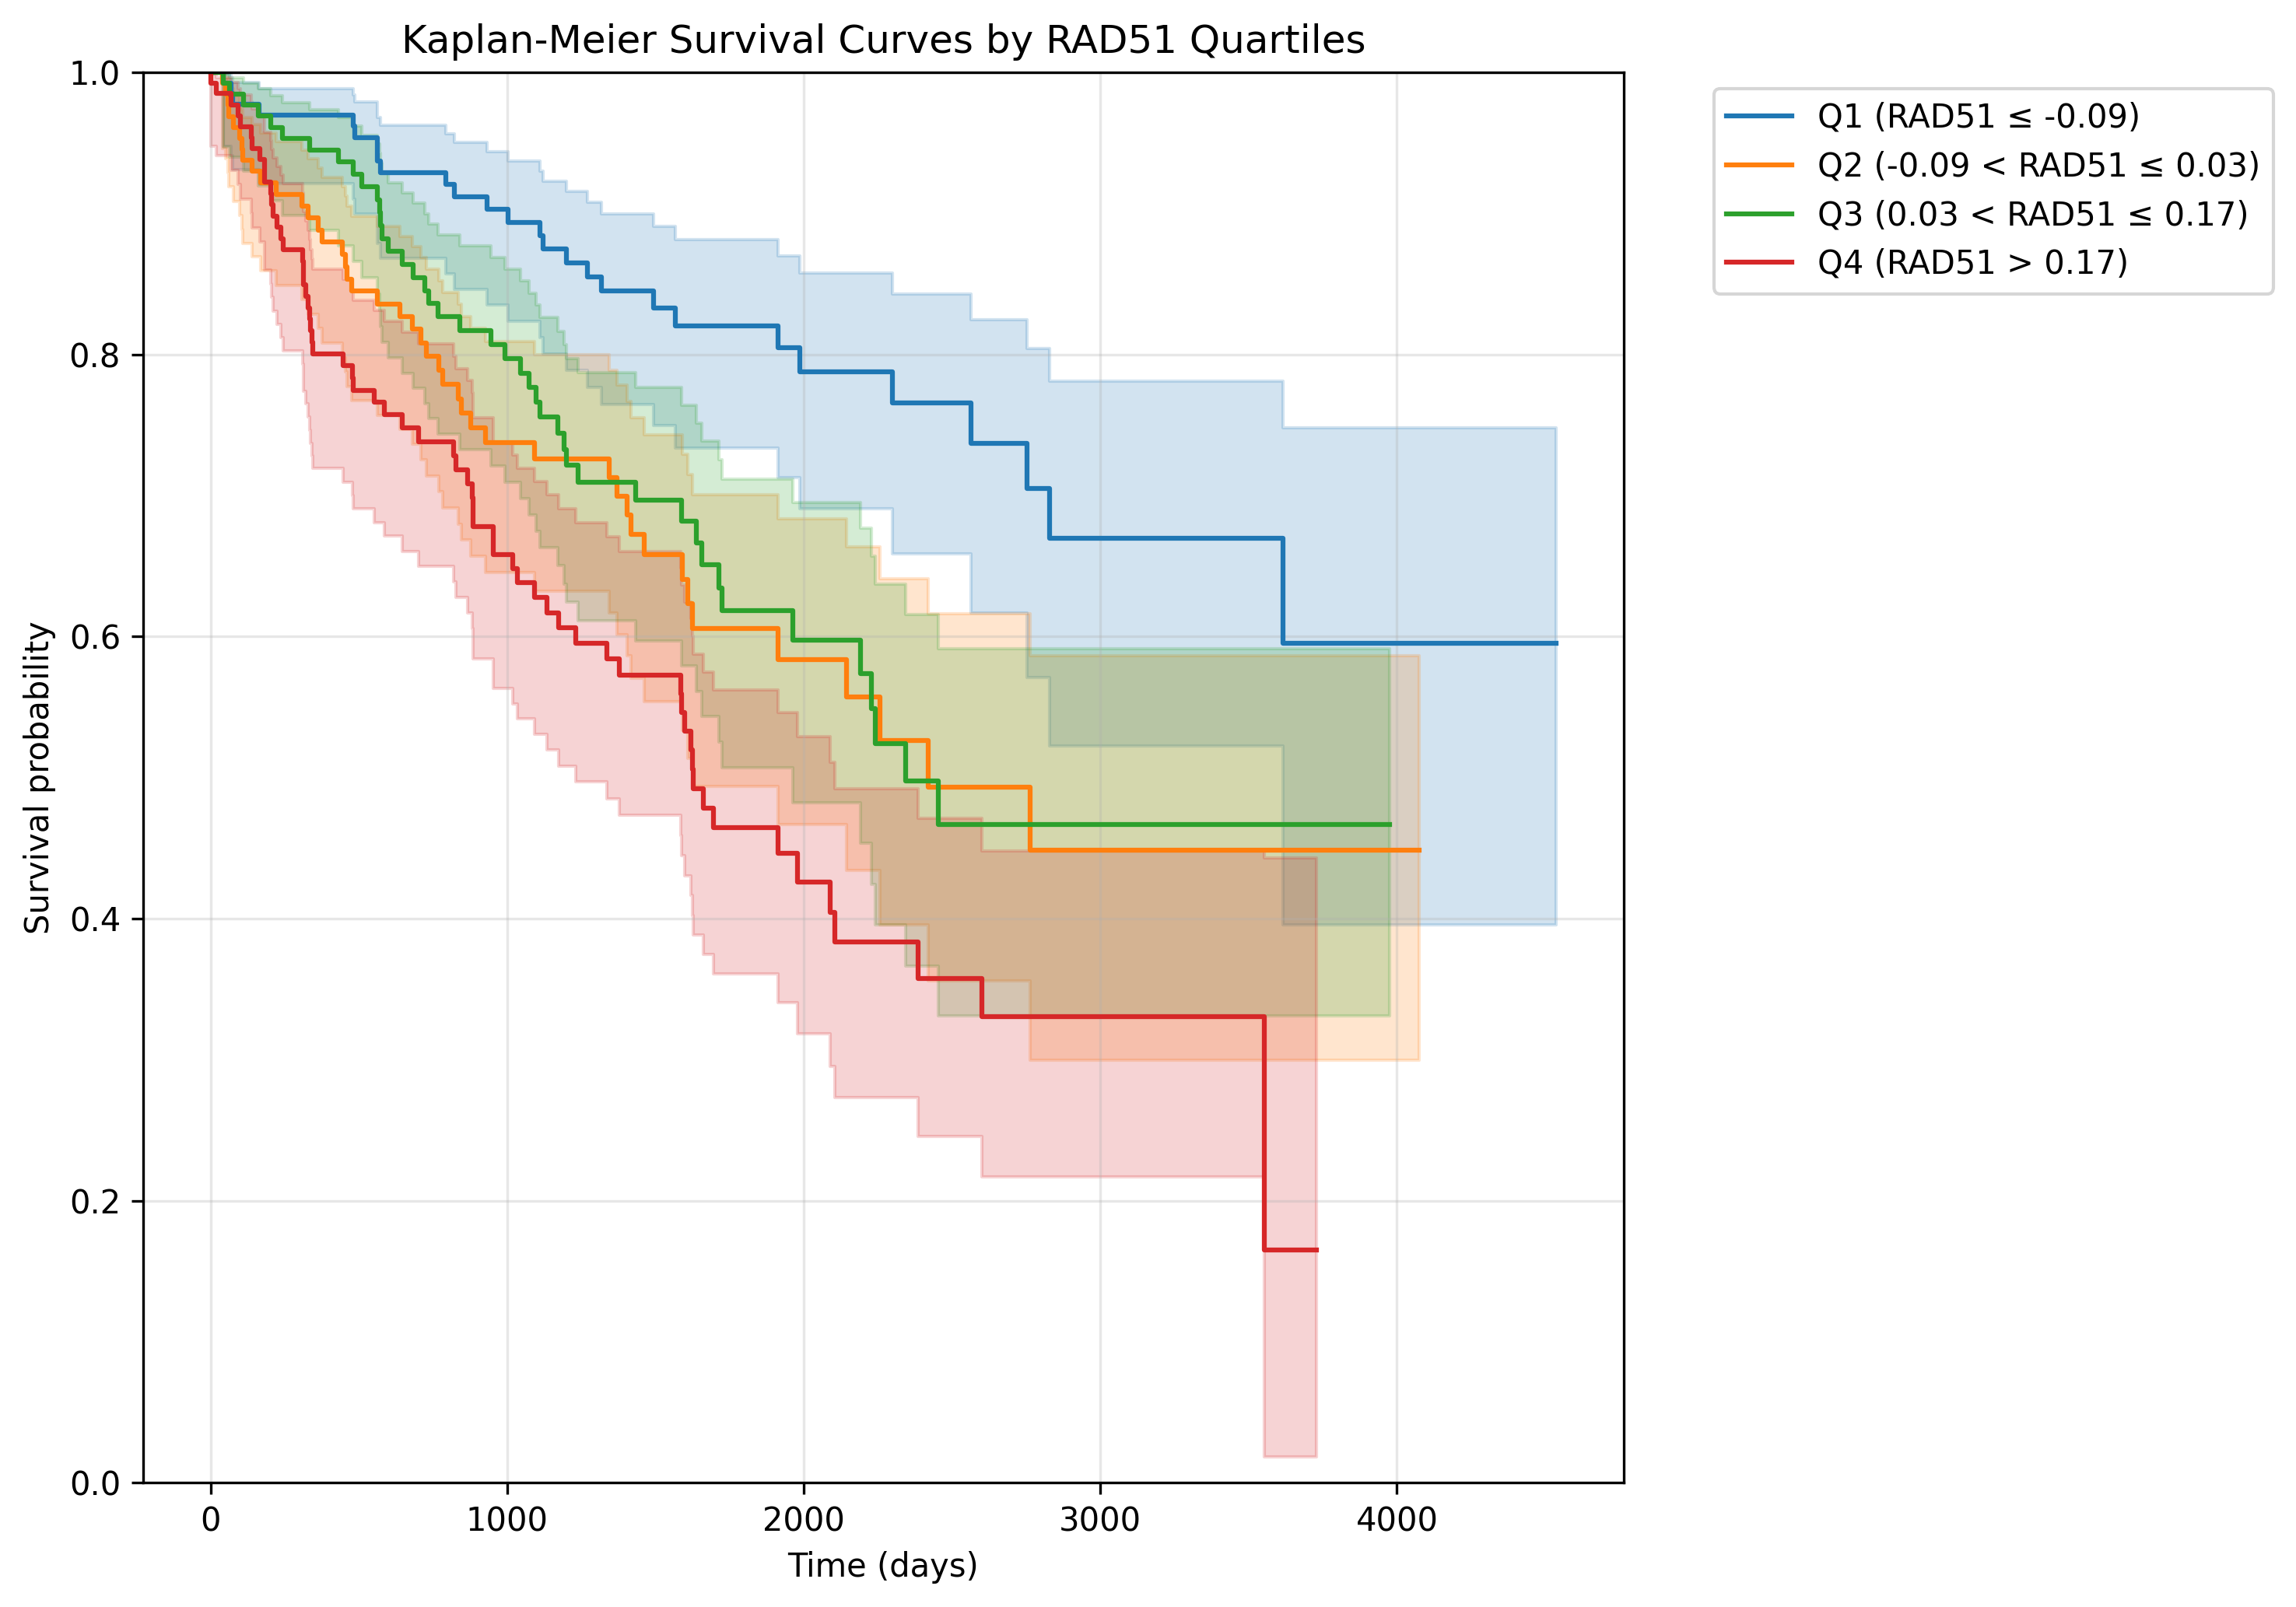 Kaplan-Meier Survival Curves by RAD51 Quartiles
Survival probability
1.0
0.8
0.6
0.4
0.2
0.0
0 1000 2000 3000 4000
Time (days)
Q1 (RAD51 ≤ -0.09)
Q2 (-0.09 < RAD51 ≤ 0.03)
Q3 (0.03 < RAD51 ≤ 0.17)
Q4 (RAD51 > 0.17)